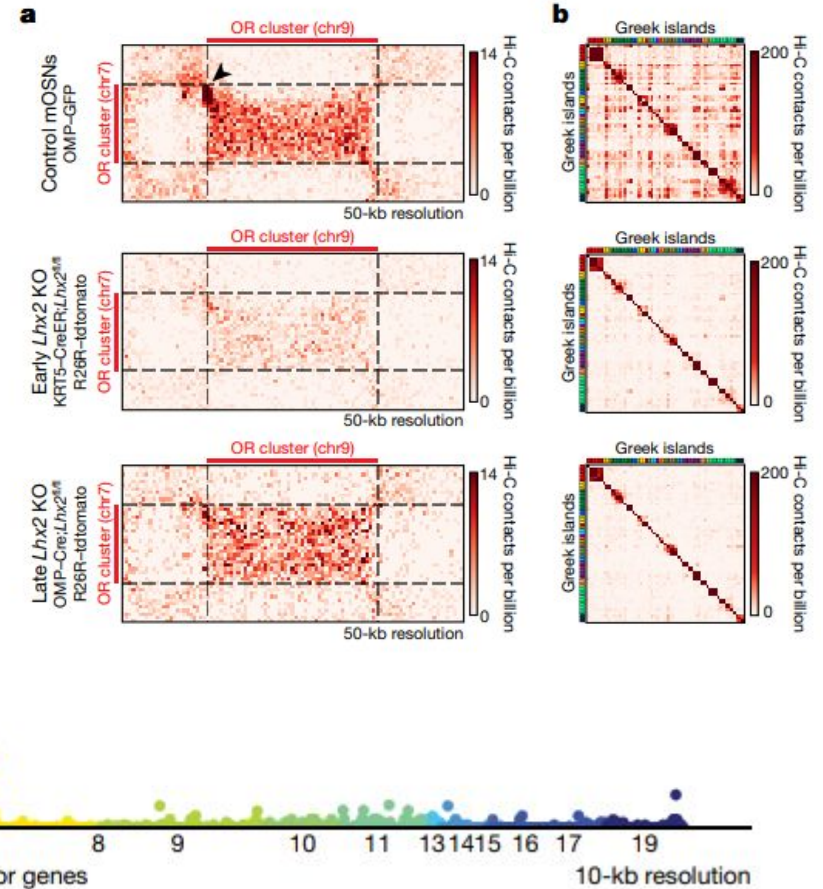 a
OR cluster (chr9)
Control mOSNs
OMP–GFP
OR cluster (chr7)
14
0
Hi-C contacts per billion
50-kb resolution
OR cluster (chr9)
Early Lhx2 KO
KRT5–CreER;Lhx2fl/fl
R26R–tdtomato
OR cluster (chr7)
14
0
Hi-C contacts per billion
50-kb resolution
OR cluster (chr9)
Late Lhx2 KO
OMP–Cre;Lhx2fl/fl
R26R–tdtomato
OR cluster (chr7)
14
0
Hi-C contacts per billion
50-kb resolution
b
Greek islands
Greek islands
200
0
Hi-C contacts per billion
Greek islands
Greek islands
200
0
Hi-C contacts per billion
Greek islands
Greek islands
200
0
Hi-C contacts per billion
8 9 10 11 13 14 15 16 17 19
or genes 10-kb resolution